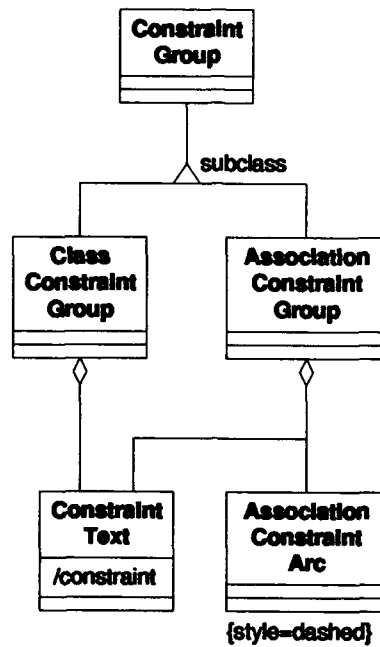 Constraint
Group
subclass
Class
Constraint
Group
Association
Constraint
Group
Constraint
Text
/constraint
Association
Constraint
Arc
{style=dashed}